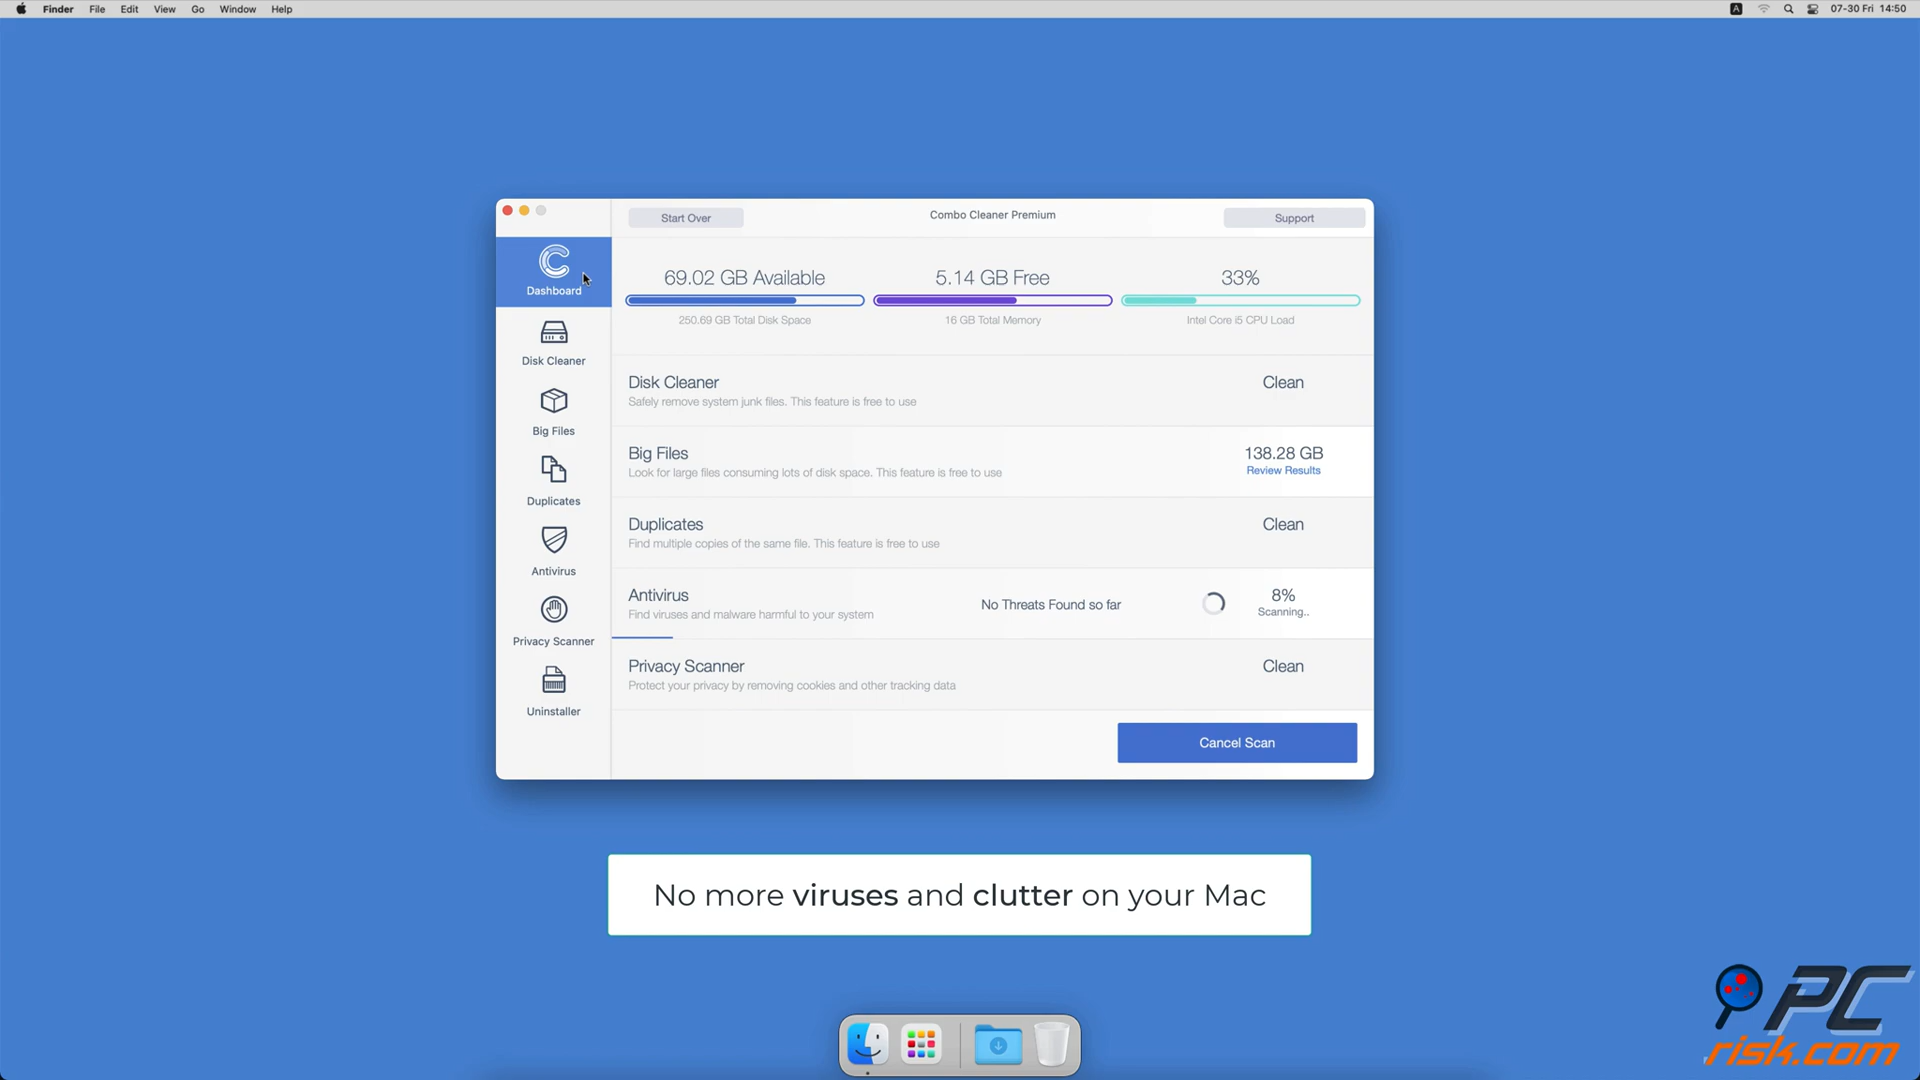 Finder File Edit View Go Window Help
A 07-30 Fri 14:50
Start Over
Combo Cleaner Premium
Support
Dashboard
Disk Cleaner
Big Files
Duplicates
Antivirus
Privacy Scanner
Uninstaller
69.02 GB Available
250.69 GB Total Disk Space
5.14 GB Free
16 GB Total Memory
33%
Intel Core i5 CPU Load
Disk Cleaner
Safely remove system junk files. This feature is free to use
Clean
Big Files
Look for large files consuming lots of disk space. This feature is free to use
138.28 GB
Review Results
Duplicates
Find multiple copies of the same file. This feature is free to use
Clean
Antivirus
Find viruses and malware harmful to your system
No Threats Found so far
8%
Scanning..
Privacy Scanner
Protect your privacy by removing cookies and other tracking data
Clean
Cancel Scan
No more viruses and clutter on your Mac
PC
risk.com